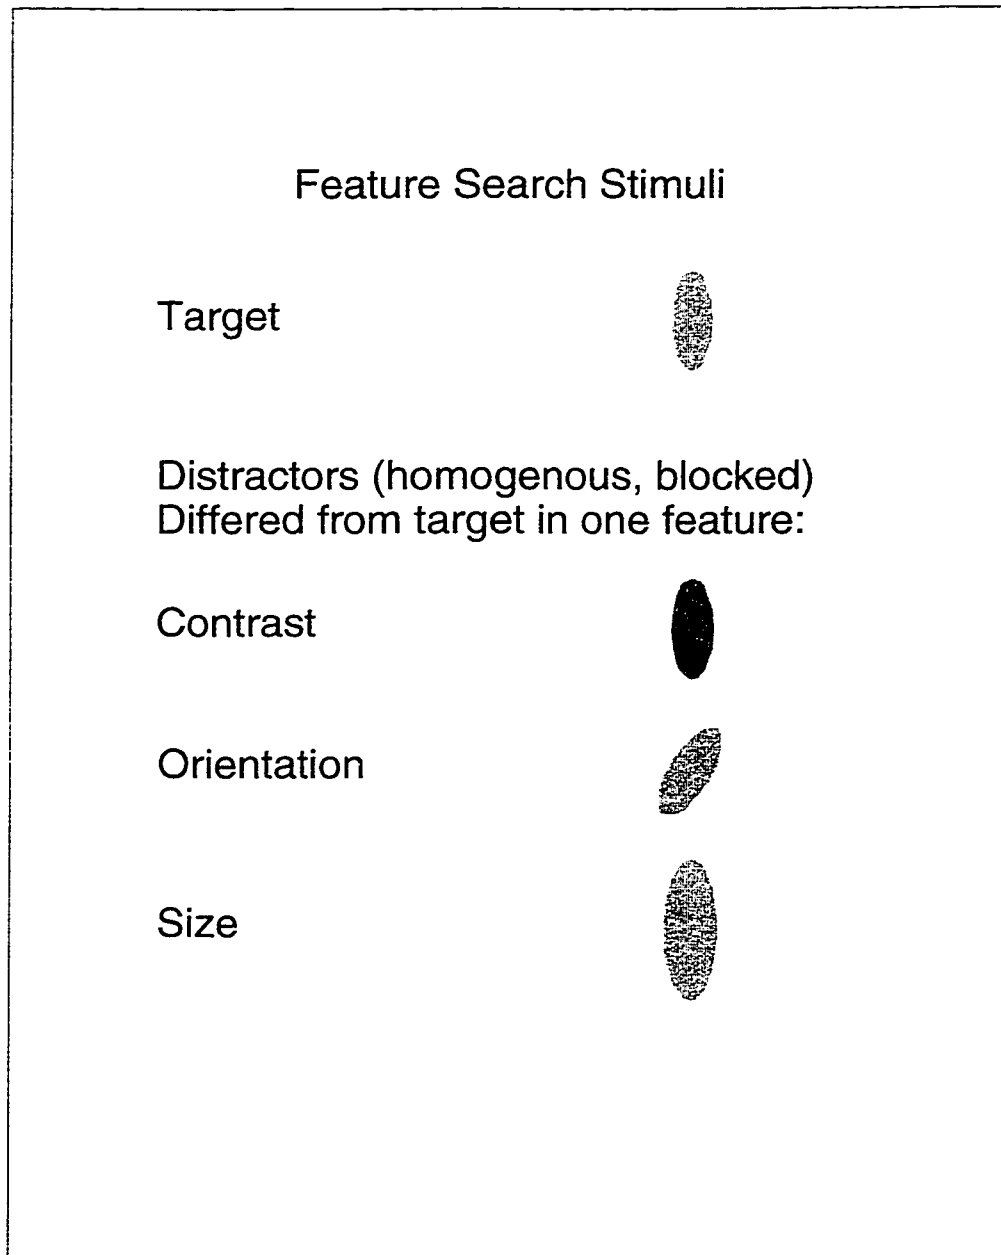 Feature Search Stimuli
Target
Distractors (homogenous, blocked)
Differed from target in one feature:
Contrast
Orientation
Size